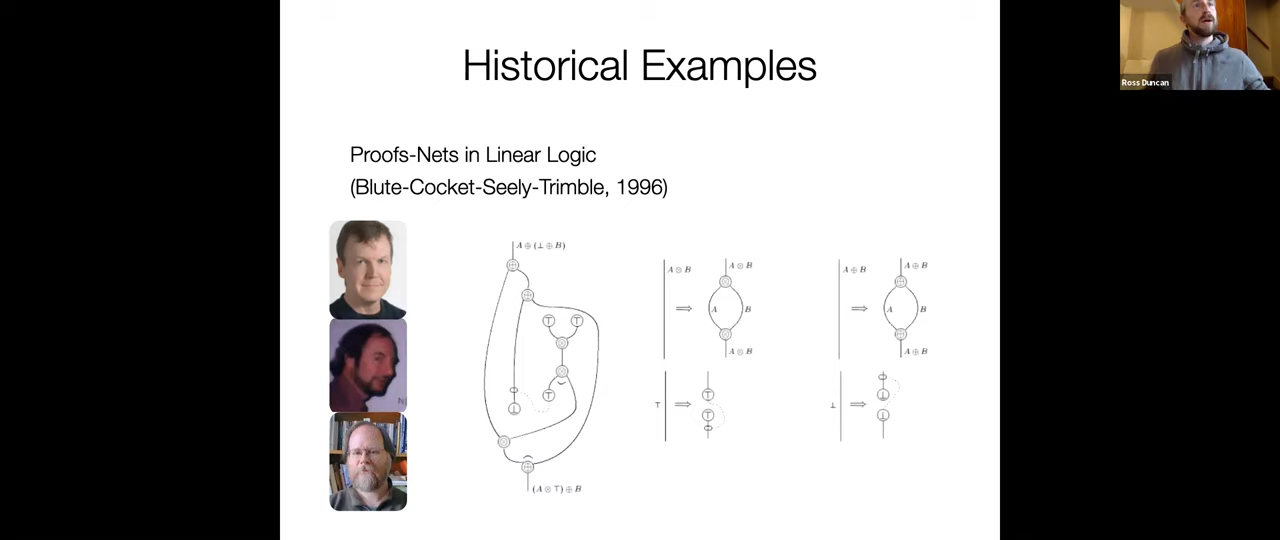 Historical Examples
Ross Duncan
Proofs-Nets in Linear Logic
(Blute-Cocket-Seely-Trimble, 1996)
A ⊕ (⊥ ⊕ B)
⊤ ⊤
⊤
⊥
(A ⊗ ⊤) ⊕ B
A ⊗ B
⟹
A ⊗ B
A B
A ⊗ B
A ⊕ B
⟹
A ⊕ B
A B
A ⊕ B
⊤ ⟹
⊤
⊤
⊥ ⟹
⊥
⊥